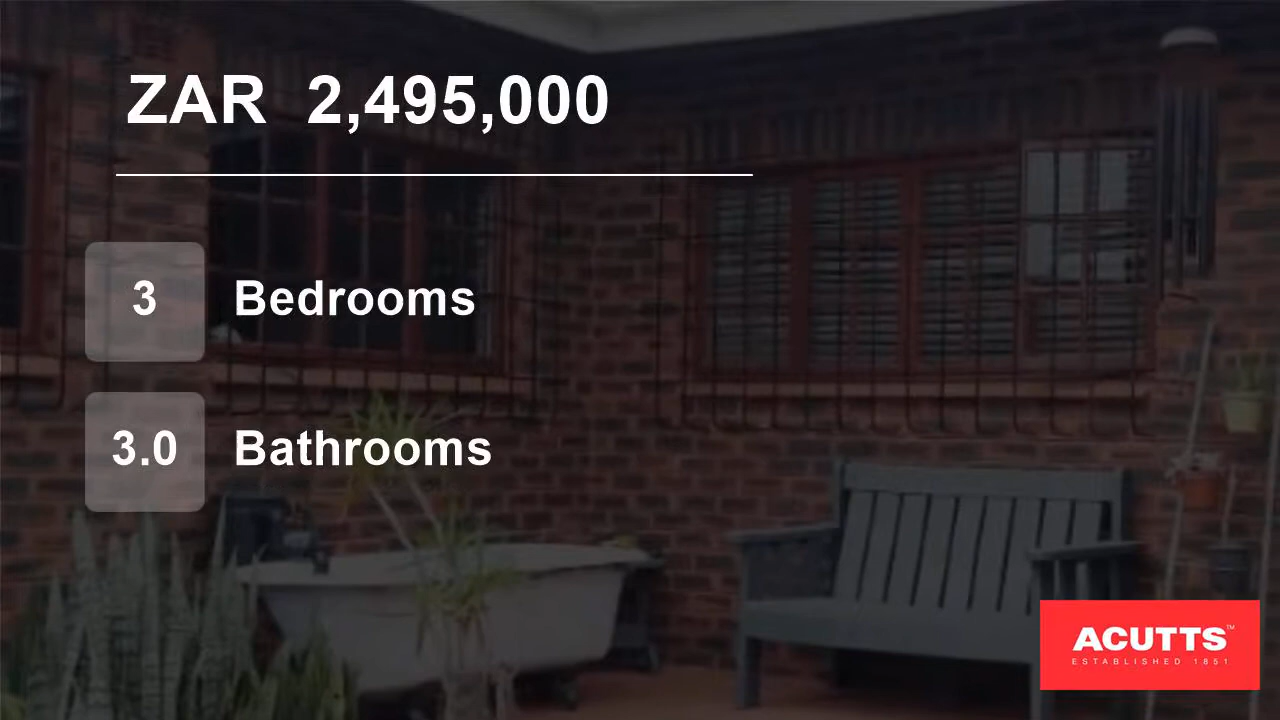 ZAR 2,495,000
3 Bedrooms
3.0 Bathrooms
ACUTTS™
ESTABLISHED 1851